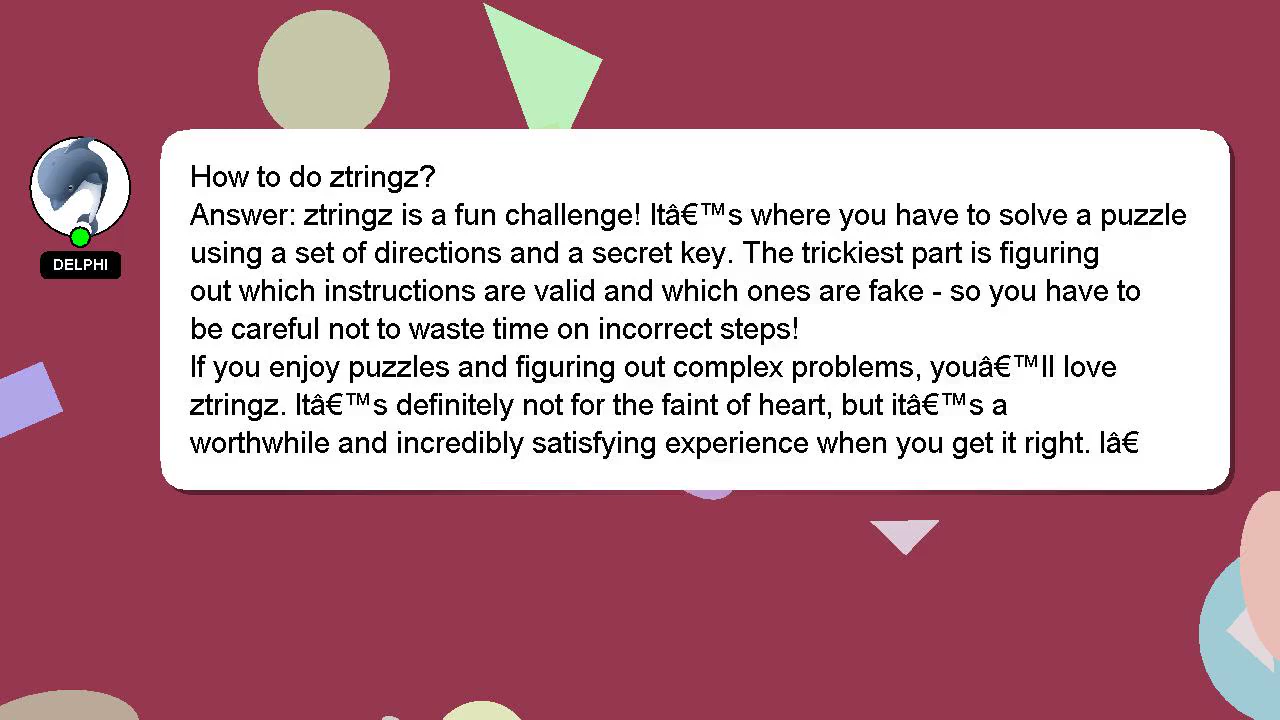 How to do ztringz?
Answer: ztringz is a fun challenge! Itâ€™s where you have to solve a puzzle
using a set of directions and a secret key. The trickiest part is figuring
out which instructions are valid and which ones are fake - so you have to
be careful not to waste time on incorrect steps!
If you enjoy puzzles and figuring out complex problems, youâ€™ll love
ztringz. Itâ€™s definitely not for the faint of heart, but itâ€™s a
worthwhile and incredibly satisfying experience when you get it right. Iâ€
DELPHI